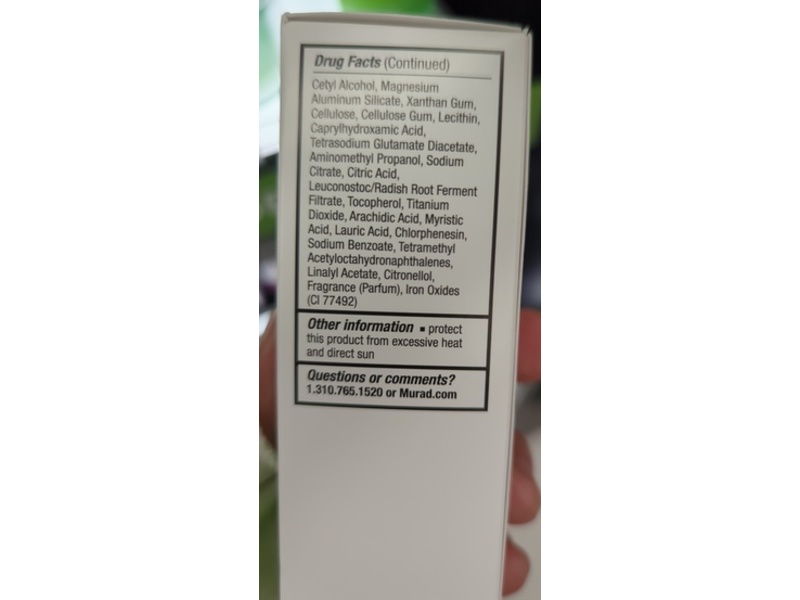 Drug Facts (Continued)
Cetyl Alcohol, Magnesium
Aluminum Silicate, Xanthan Gum,
Cellulose, Cellulose Gum, Lecithin,
Caprylhydroxamic Acid,
Tetrasodium Glutamate Diacetate,
Aminomethyl Propanol, Sodium
Citrate, Citric Acid,
Leuconostoc/Radish Root Ferment
Filtrate, Tocopherol, Titanium
Dioxide, Arachidic Acid, Myristic
Acid, Lauric Acid, Chlorphenesin,
Sodium Benzoate, Tetramethyl
Acetyloctahydronaphthalenes,
Linalyl Acetate, Citronellol,
Fragrance (Parfum), Iron Oxides
(CI 77492)
Other information ▪ protect
this product from excessive heat
and direct sun
Questions or comments?
1.310.765.1520 or Murad.com